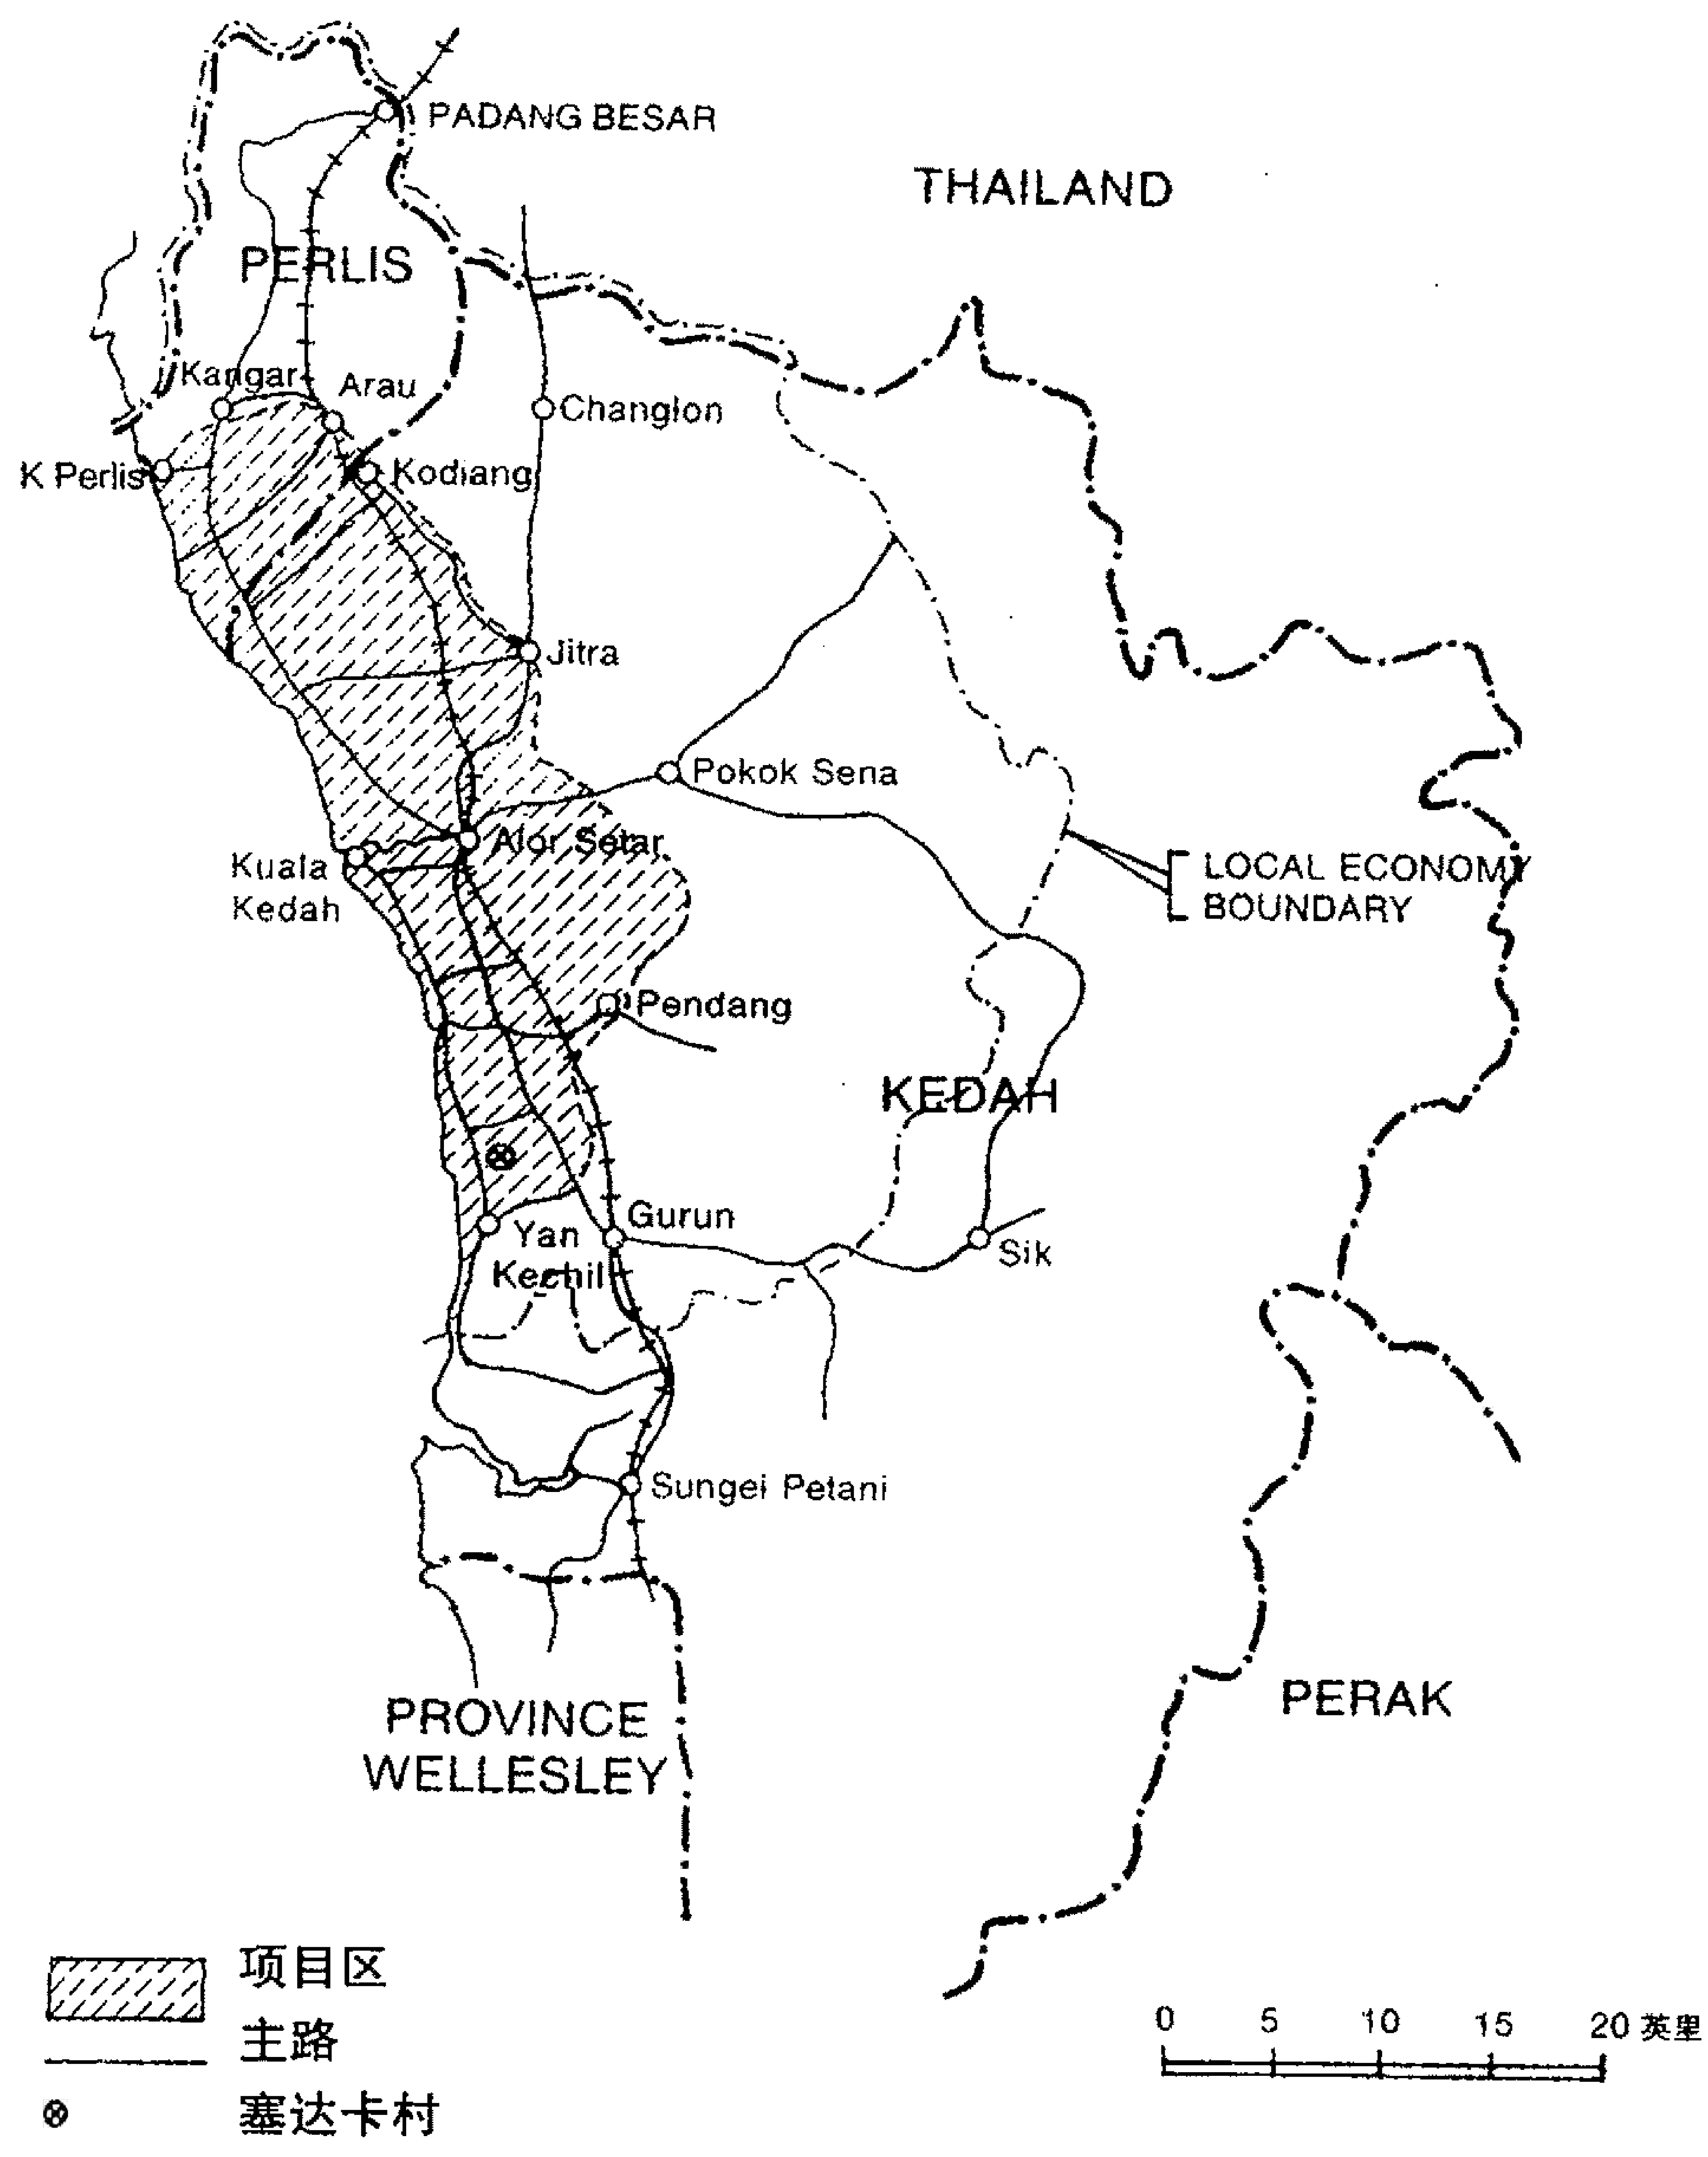 PADANG BESAR
THAILAND
PERLIS
Kangar
Arau
Changlon
K Perlis
Kodiang
Jitra
Pokok Sena
Alor Setar
Kuala
Kedah
LOCAL ECONOMY
BOUNDARY
Pendang
KEDAH
Gurun
Yan
Kechil
Sik
Sungei Petani
PROVINCE
WELLESLEY
PERAK
项目区
主路
塞达卡村
0 5 10 15 20 英里